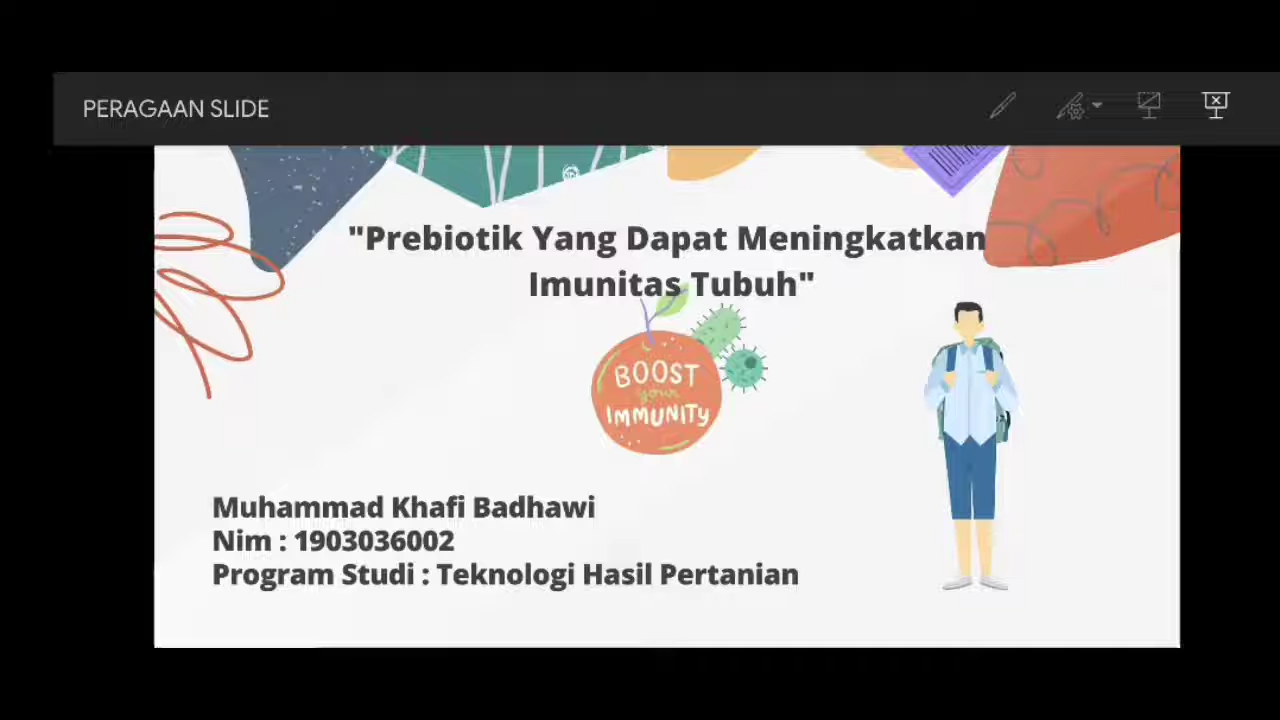 PERAGAAN SLIDE
"Prebiotik Yang Dapat Meningkatkan
Imunitas Tubuh"
BOOST
your
IMMUNITY
Muhammad Khafi Badhawi
Nim : 1903036002
Program Studi : Teknologi Hasil Pertanian